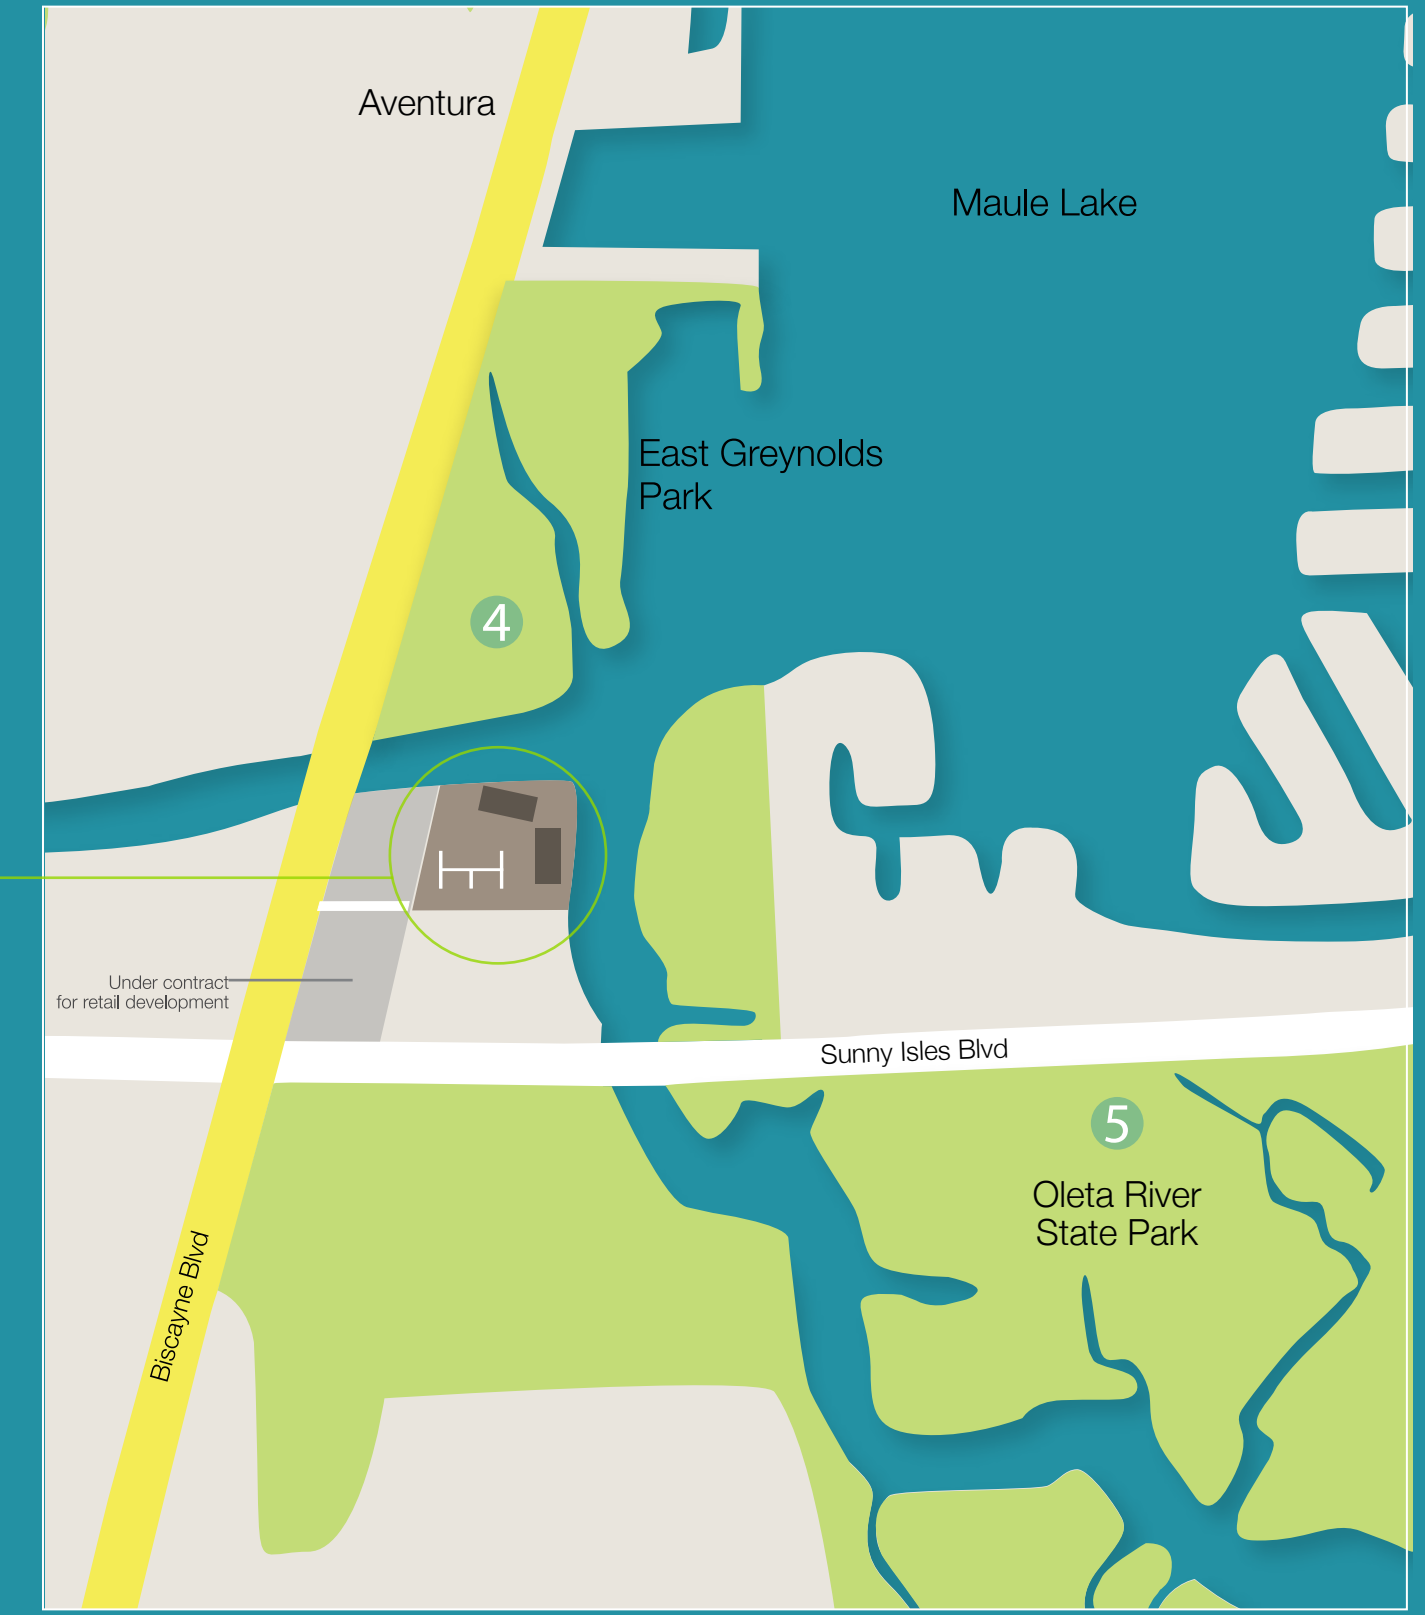 Aventura
Maule Lake
East Greynolds
Park
4
Under contract
for retail development
Sunny Isles Blvd
5
Oleta River
State Park
Biscayne Blvd